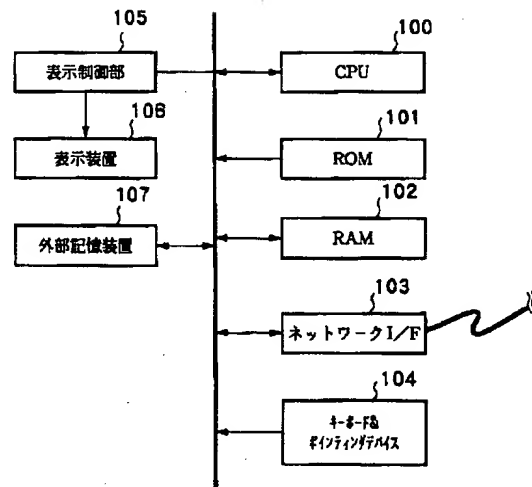 105
表示制御部
106
表示装置
107
外部記憶装置
100
CPU
101
ROM
102
RAM
103
ネットワークI/F
104
キーボード&
ポインティングデバイス